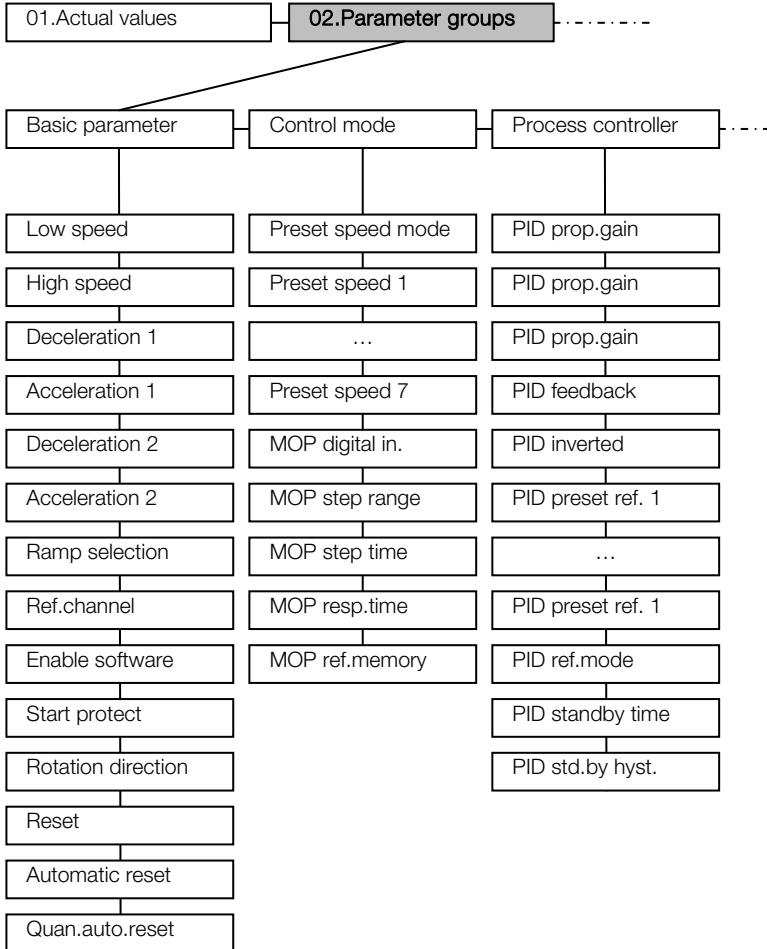 01.Actual values
02.Parameter groups
Basic parameter
Control mode
Process controller
Low speed
High speed
Deceleration 1
Acceleration 1
Deceleration 2
Acceleration 2
Ramp selection
Ref.channel
Enable software
Start protect
Rotation direction
Reset
Automatic reset
Quan.auto.reset
Preset speed mode
Preset speed 1
…
Preset speed 7
MOP digital in.
MOP step range
MOP step time
MOP resp.time
MOP ref.memory
PID prop.gain
PID prop.gain
PID prop.gain
PID feedback
PID inverted
PID preset ref. 1
…
PID preset ref. 1
PID ref.mode
PID standby time
PID std.by hyst.